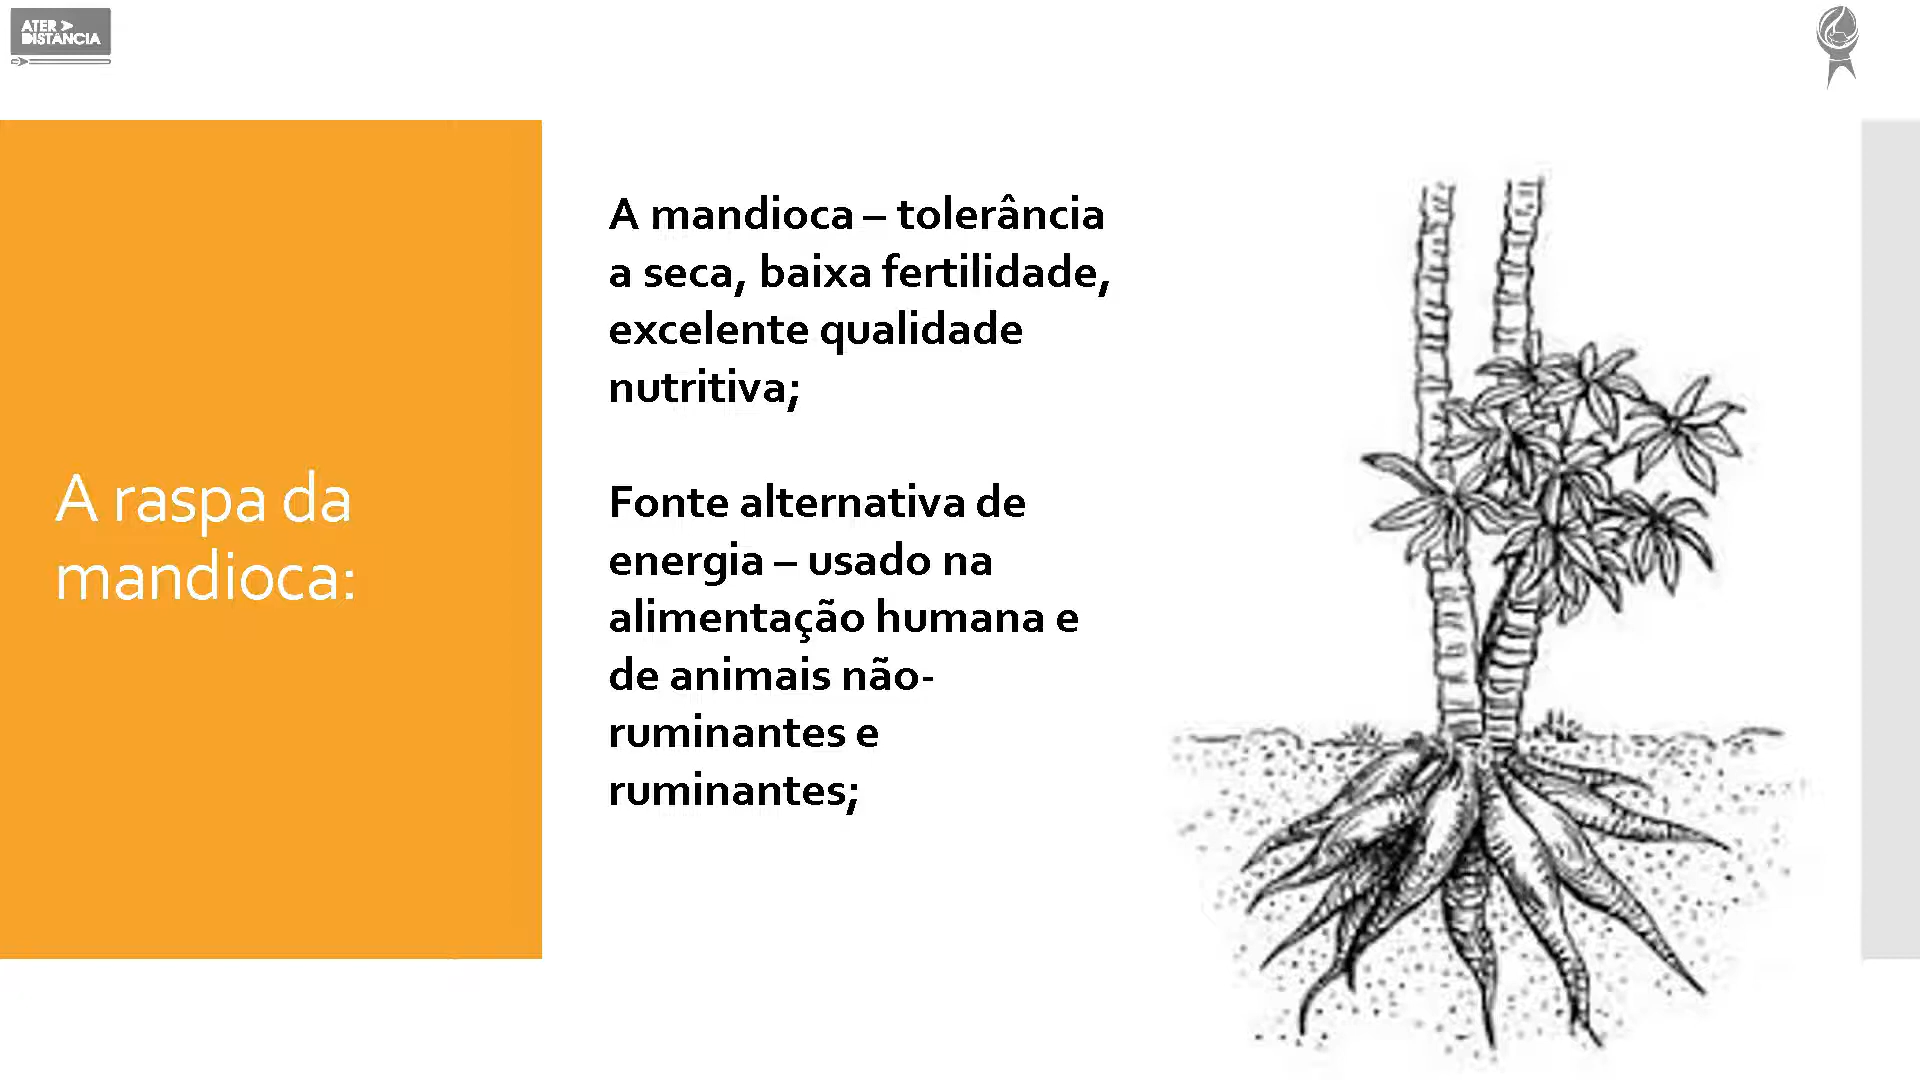 ATER
DISTÂNCIA
A raspa da
mandioca:
A mandioca – tolerância
a seca, baixa fertilidade,
excelente qualidade
nutritiva;
Fonte alternativa de
energia – usado na
alimentação humana e
de animais não-
ruminantes e
ruminantes;